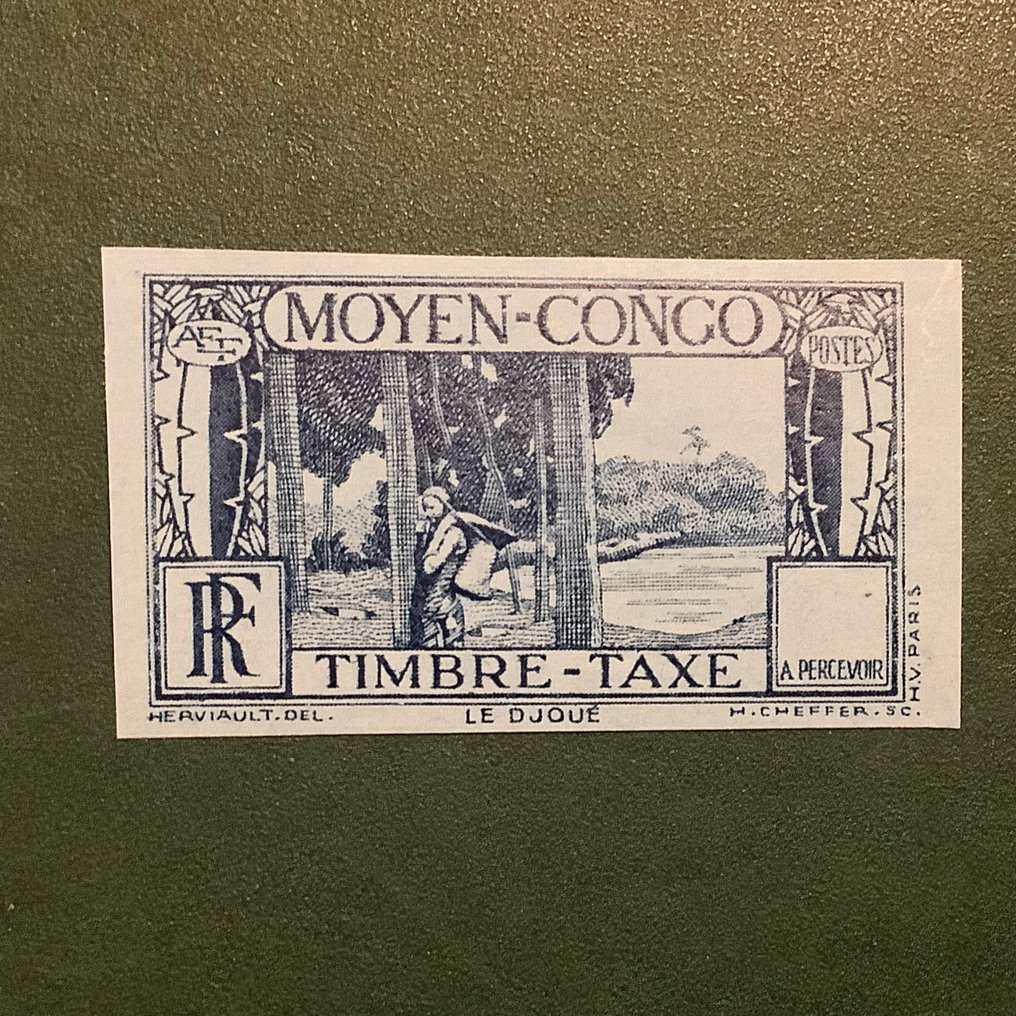 MOYEN-CONGO
AEF
POSTES
RF
TIMBRE-TAXE
A PERCEVOIR
HERVIAULT.DEL.
LE DJOUÉ
H.CHEFFER.SC.
H.V. PARIS